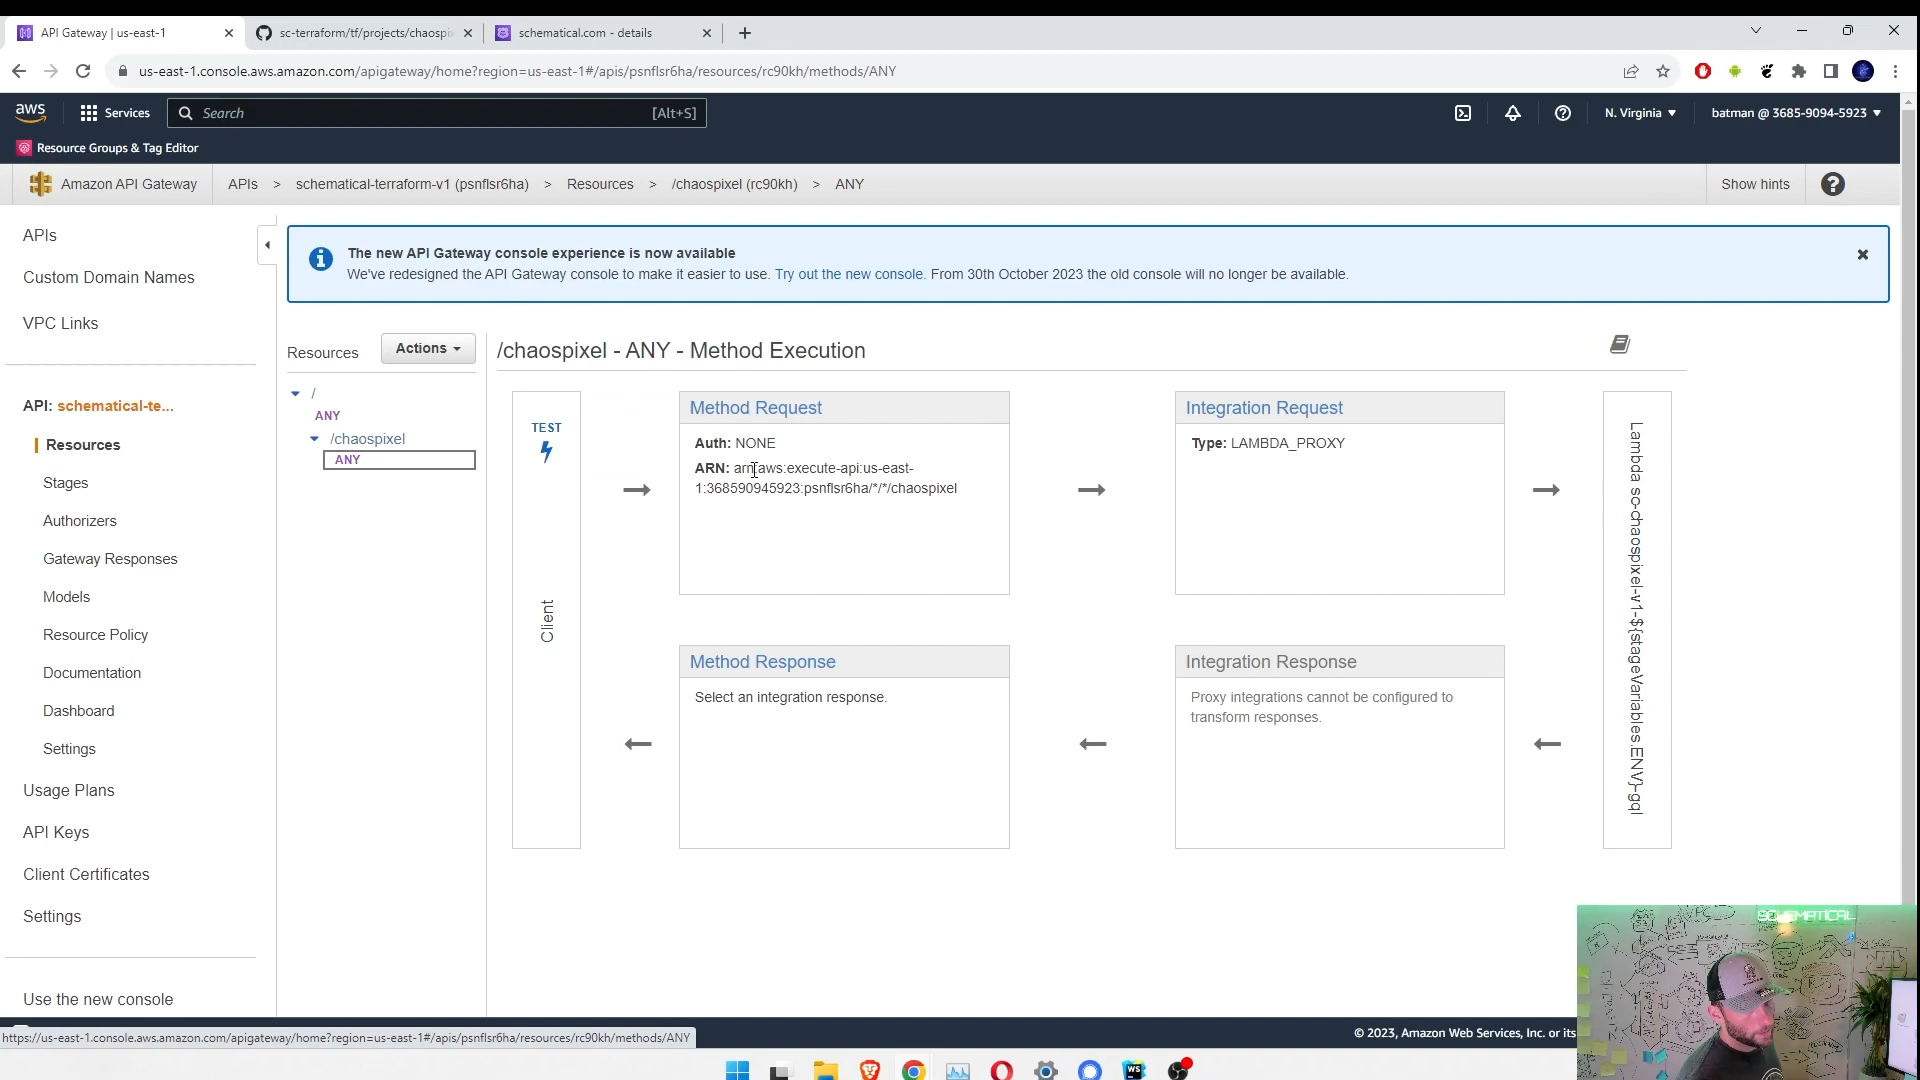 API Gateway | us-east-1
sc-terraform/tf/projects/chaospix
schematical.com - details
us-east-1.console.aws.amazon.com/apigateway/home?region=us-east-1#/apis/psnflsr6ha/resources/rc90kh/methods/ANY
aws
Services
Search
[Alt+S]
N. Virginia
batman @ 3685-9094-5923
Resource Groups & Tag Editor
Amazon API Gateway
APIs > schematical-terraform-v1 (psnflsr6ha) > Resources > /chaospixel (rc90kh) > ANY
Show hints
?
APIs
Custom Domain Names
VPC Links
API: schematical-te...
Resources
Stages
Authorizers
Gateway Responses
Models
Resource Policy
Documentation
Dashboard
Settings
Usage Plans
API Keys
Client Certificates
Settings
Use the new console
The new API Gateway console experience is now available
We've redesigned the API Gateway console to make it easier to use. Try out the new console. From 30th October 2023 the old console will no longer be available.
Resources
Actions
/
ANY
/chaospixel
ANY
/chaospixel - ANY - Method Execution
TEST
Client
Method Request
Auth: NONE
ARN: arn:aws:execute-api:us-east-
1:368590945923:psnflsr6ha/*/*/chaospixel
Integration Request
Type: LAMBDA_PROXY
Method Response
Select an integration response.
Integration Response
Proxy integrations cannot be configured to
transform responses.
Lambda sc-chaospixel-v1-${stageVariables.ENV}-gql
https://us-east-1.console.aws.amazon.com/apigateway/home?region=us-east-1#/apis/psnflsr6ha/resources/rc90kh/methods/ANY
© 2023, Amazon Web Services, Inc. or its
SCHEMATICAL
WS